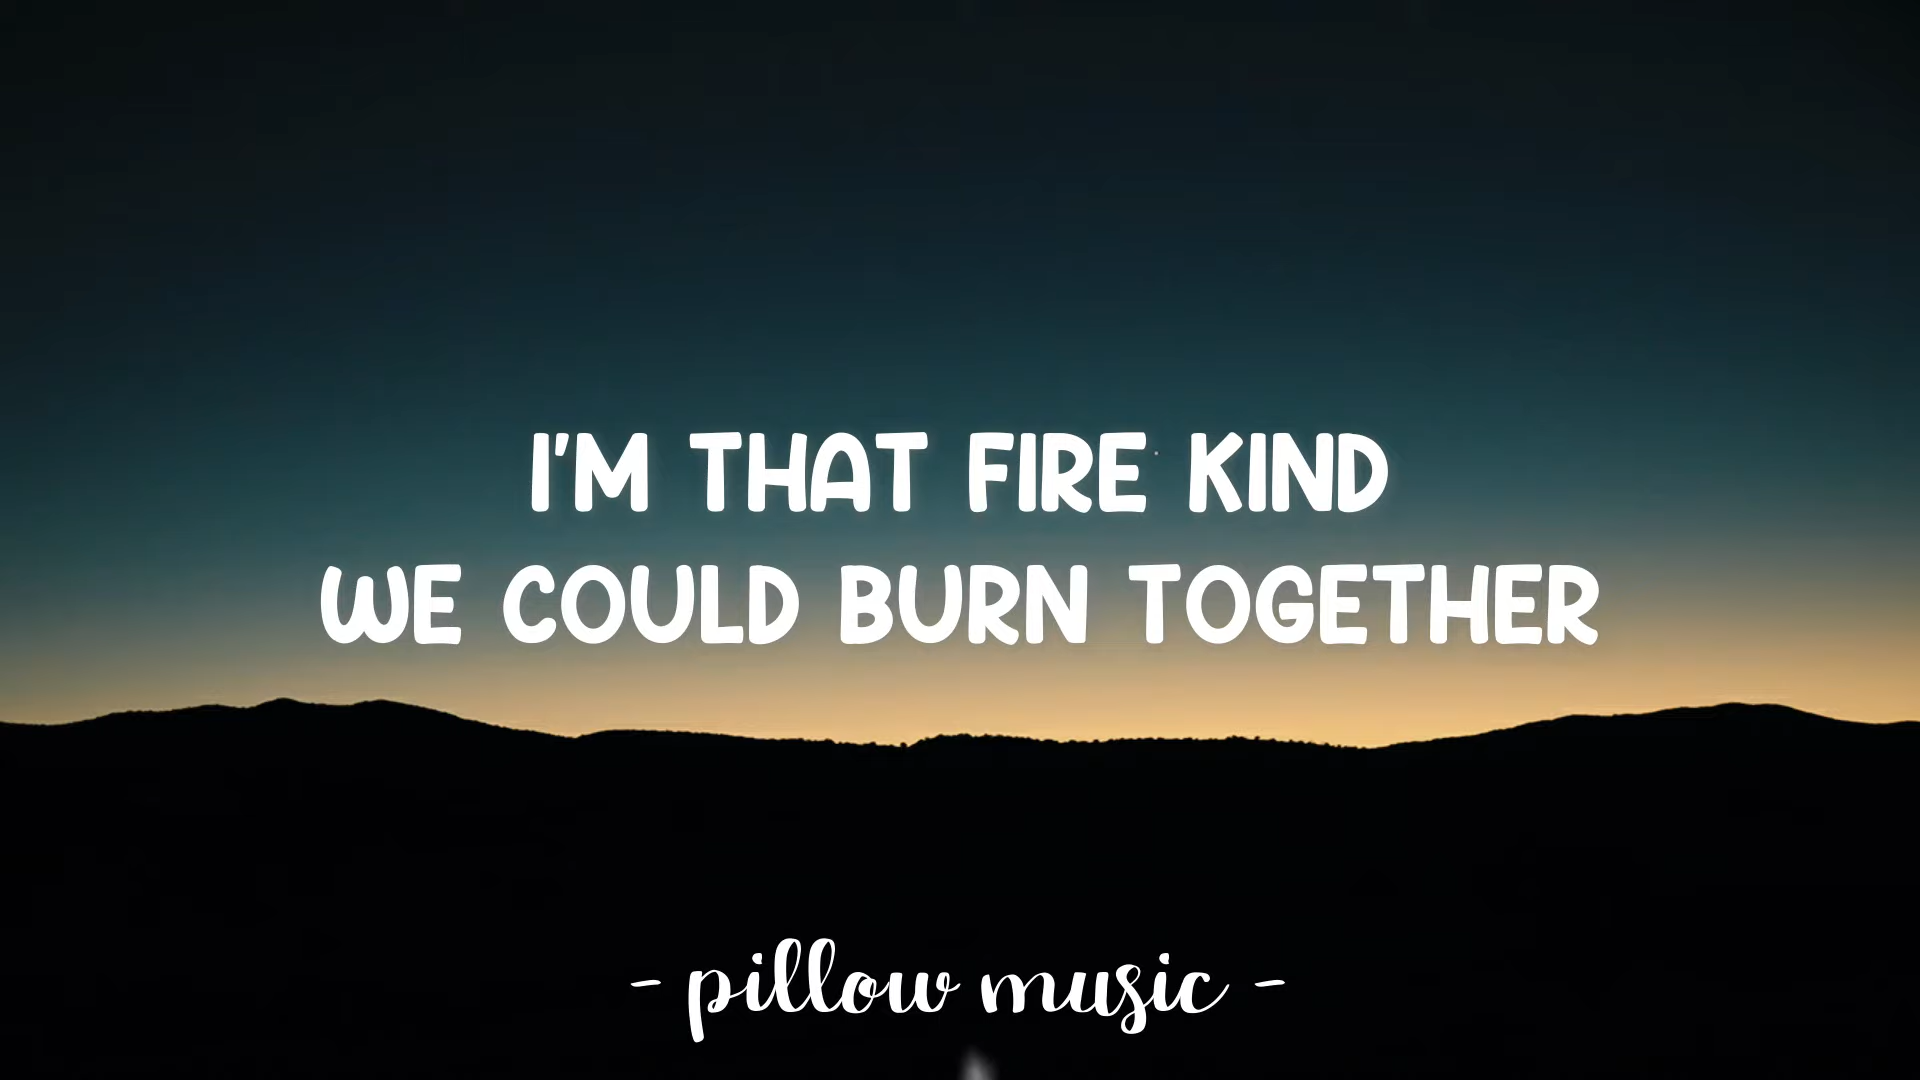 I'M THAT FIRE KIND
WE COULD BURN TOGETHER
- pillow music -